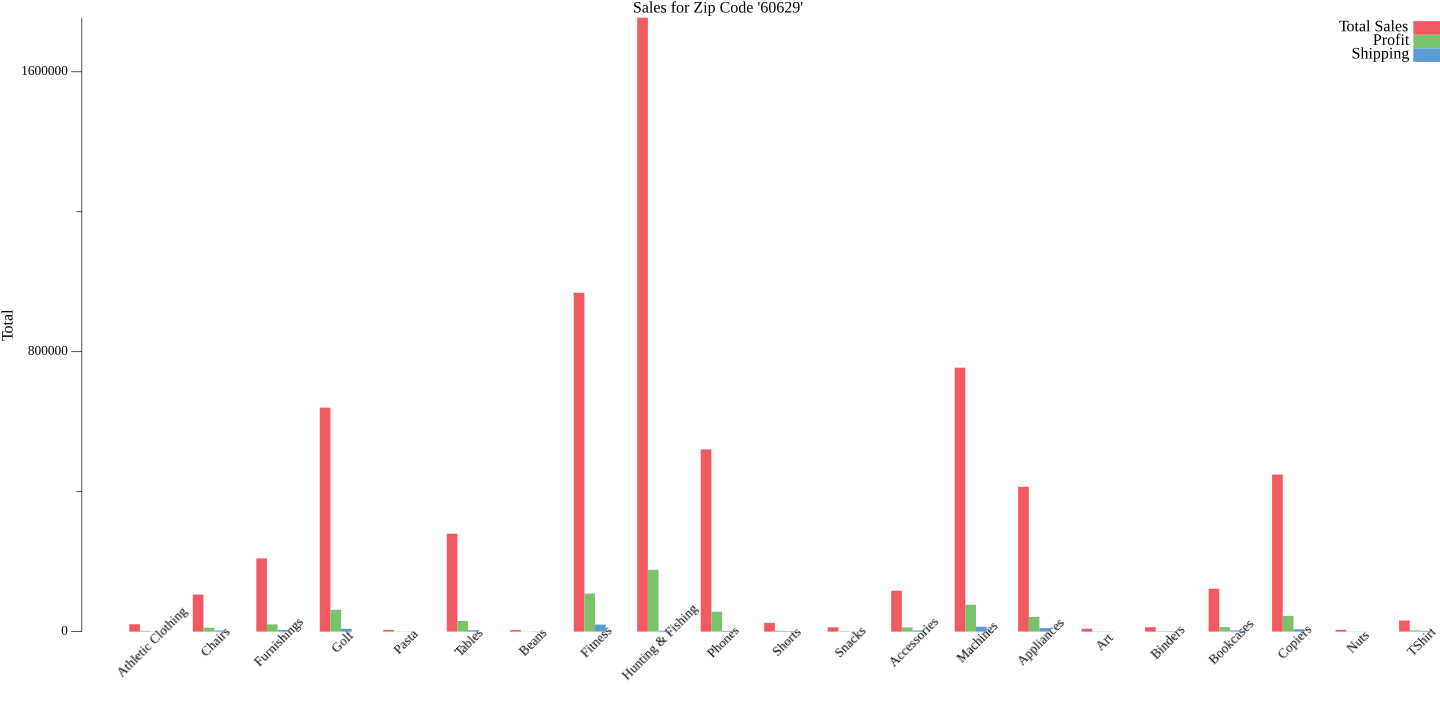 Sales for Zip Code '60629'
Total Sales
Profit
Shipping
1600000
800000
0
Total
Athletic Clothing
Chairs
Furnishings
Golf
Pasta
Tables
Beans
Fitness
Hunting & Fishing
Phones
Shorts
Snacks
Accessories
Machines
Appliances
Art
Binders
Bookcases
Copiers
Nuts
TShirt